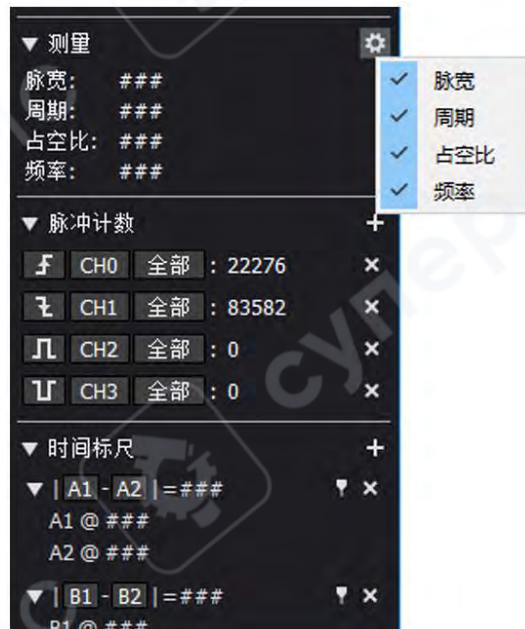 ▼ 测量
脉宽: ###
周期: ###
占空比: ###
频率: ###
脉宽
周期
占空比
频率
▼ 脉冲计数 +
CH0 全部 : 22276 ×
CH1 全部 : 83582 ×
CH2 全部 : 0 ×
CH3 全部 : 0 ×
▼ 时间标尺 +
▼ | A1 - A2 | = ### ×
A1 @ ###
A2 @ ###
▼ | B1 - B2 | = ### ×
B1 @ ###
супер